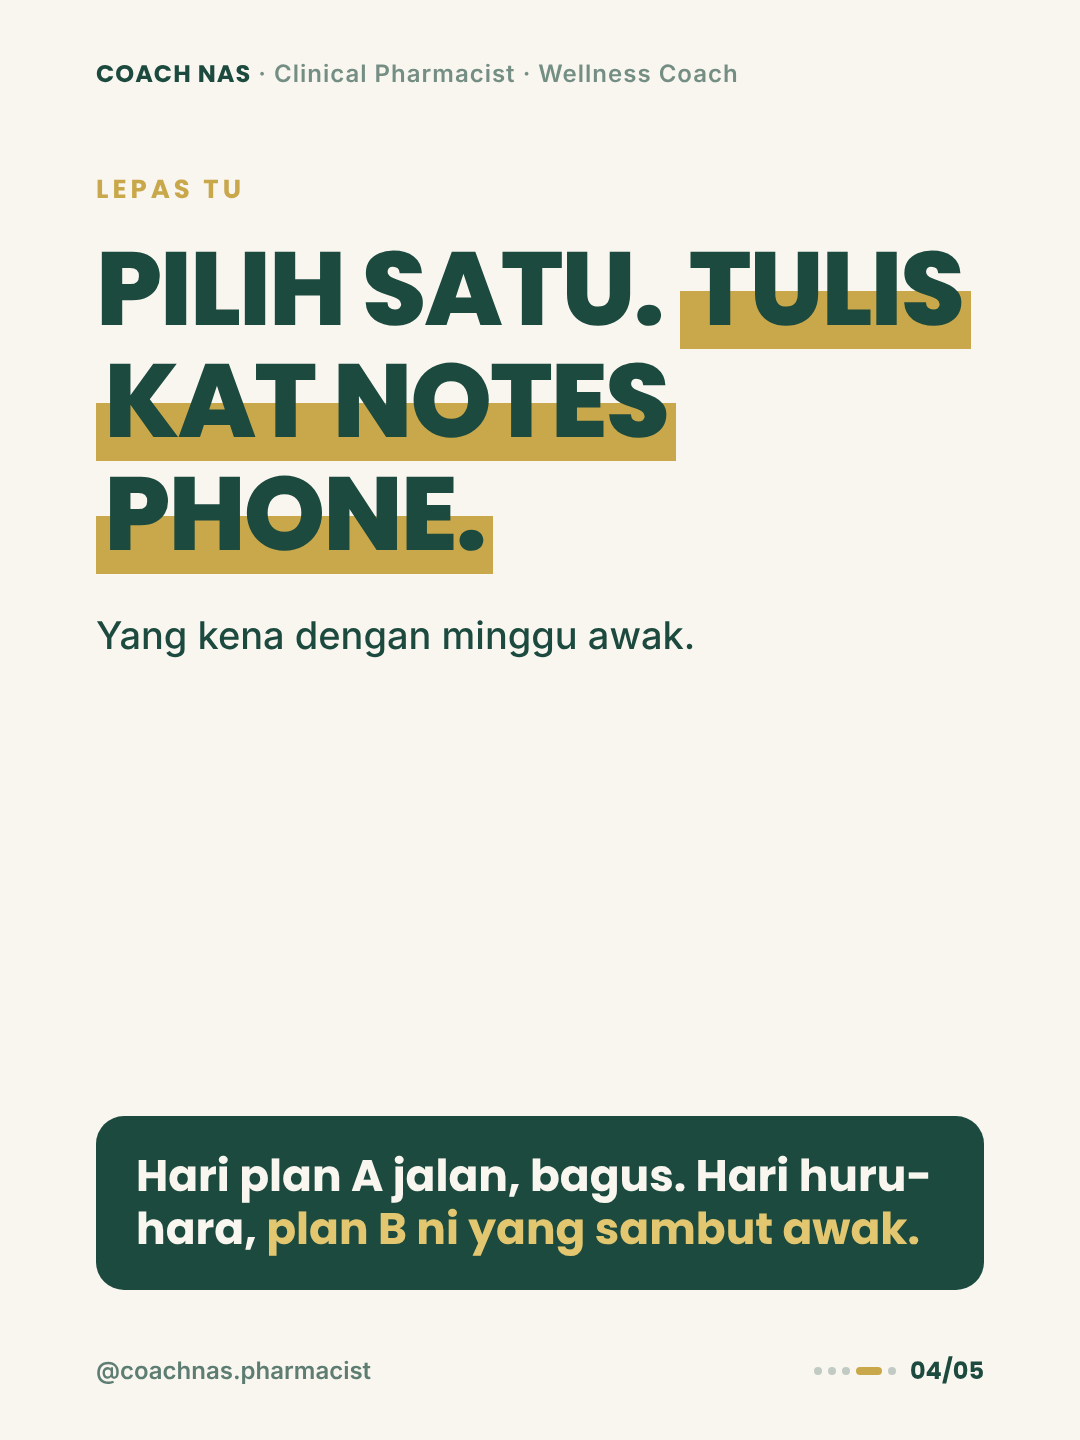 COACH NAS · Clinical Pharmacist · Wellness Coach
LEPAS TU
PILIH SATU. TULIS
KAT NOTES
PHONE.
Yang kena dengan minggu awak.
Hari plan A jalan, bagus. Hari huru-
hara, plan B ni yang sambut awak.
@coachnas.pharmacist
04/05